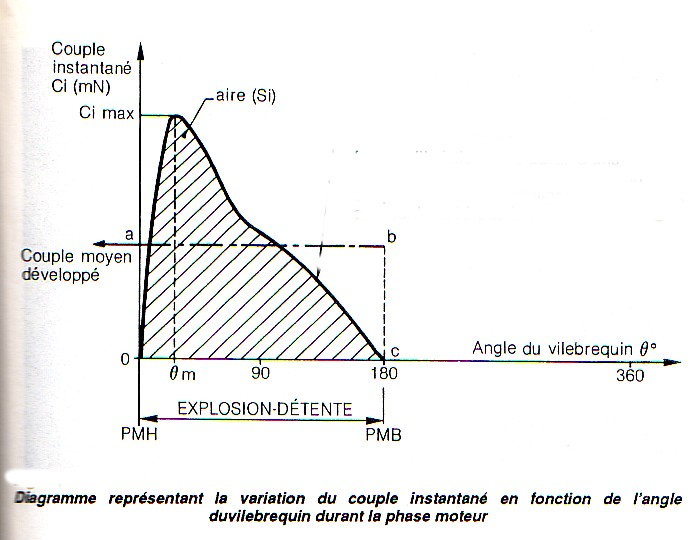 Couple
instantané
Ci (mN)
Ci max
aire (Si)
a
b
Couple moyen
développé
0
c
Angle du vilebrequin θ°
θm
90
180
360
EXPLOSION-DÉTENTE
PMH
PMB
Diagramme représentant la variation du couple instantané en fonction de l'angle
duvilebrequin durant la phase moteur